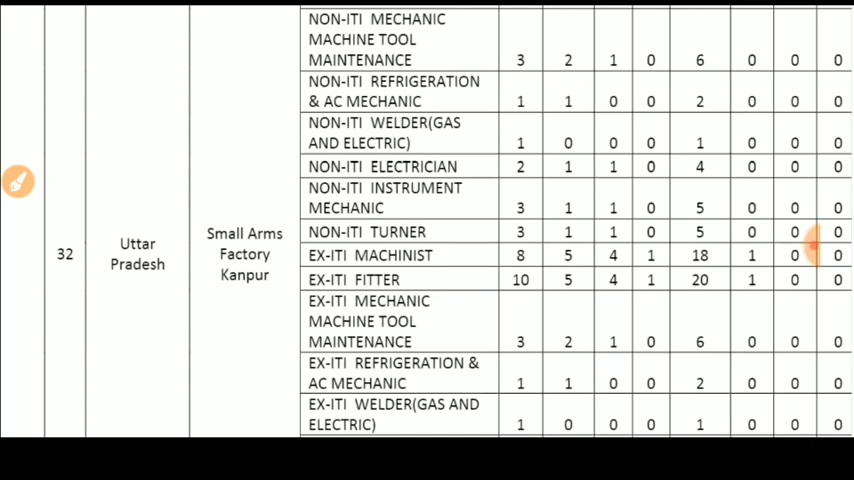 NON-ITI MECHANIC
MACHINE TOOL
MAINTENANCE 3 2 1 0 6 0 0 0
NON-ITI REFRIGERATION
& AC MECHANIC 1 1 0 0 2 0 0 0
NON-ITI WELDER(GAS
AND ELECTRIC) 1 0 0 0 1 0 0 0
NON-ITI ELECTRICIAN 2 1 1 0 4 0 0 0
NON-ITI INSTRUMENT
MECHANIC 3 1 1 0 5 0 0 0
NON-ITI TURNER 3 1 1 0 5 0 0 0
32 Uttar
Pradesh
Small Arms
Factory
Kanpur
EX-ITI MACHINIST 8 5 4 1 18 1 0 0
EX-ITI FITTER 10 5 4 1 20 1 0 0
EX-ITI MECHANIC
MACHINE TOOL
MAINTENANCE 3 2 1 0 6 0 0 0
EX-ITI REFRIGERATION &
AC MECHANIC 1 1 0 0 2 0 0 0
EX-ITI WELDER(GAS AND
ELECTRIC) 1 0 0 0 1 0 0 0